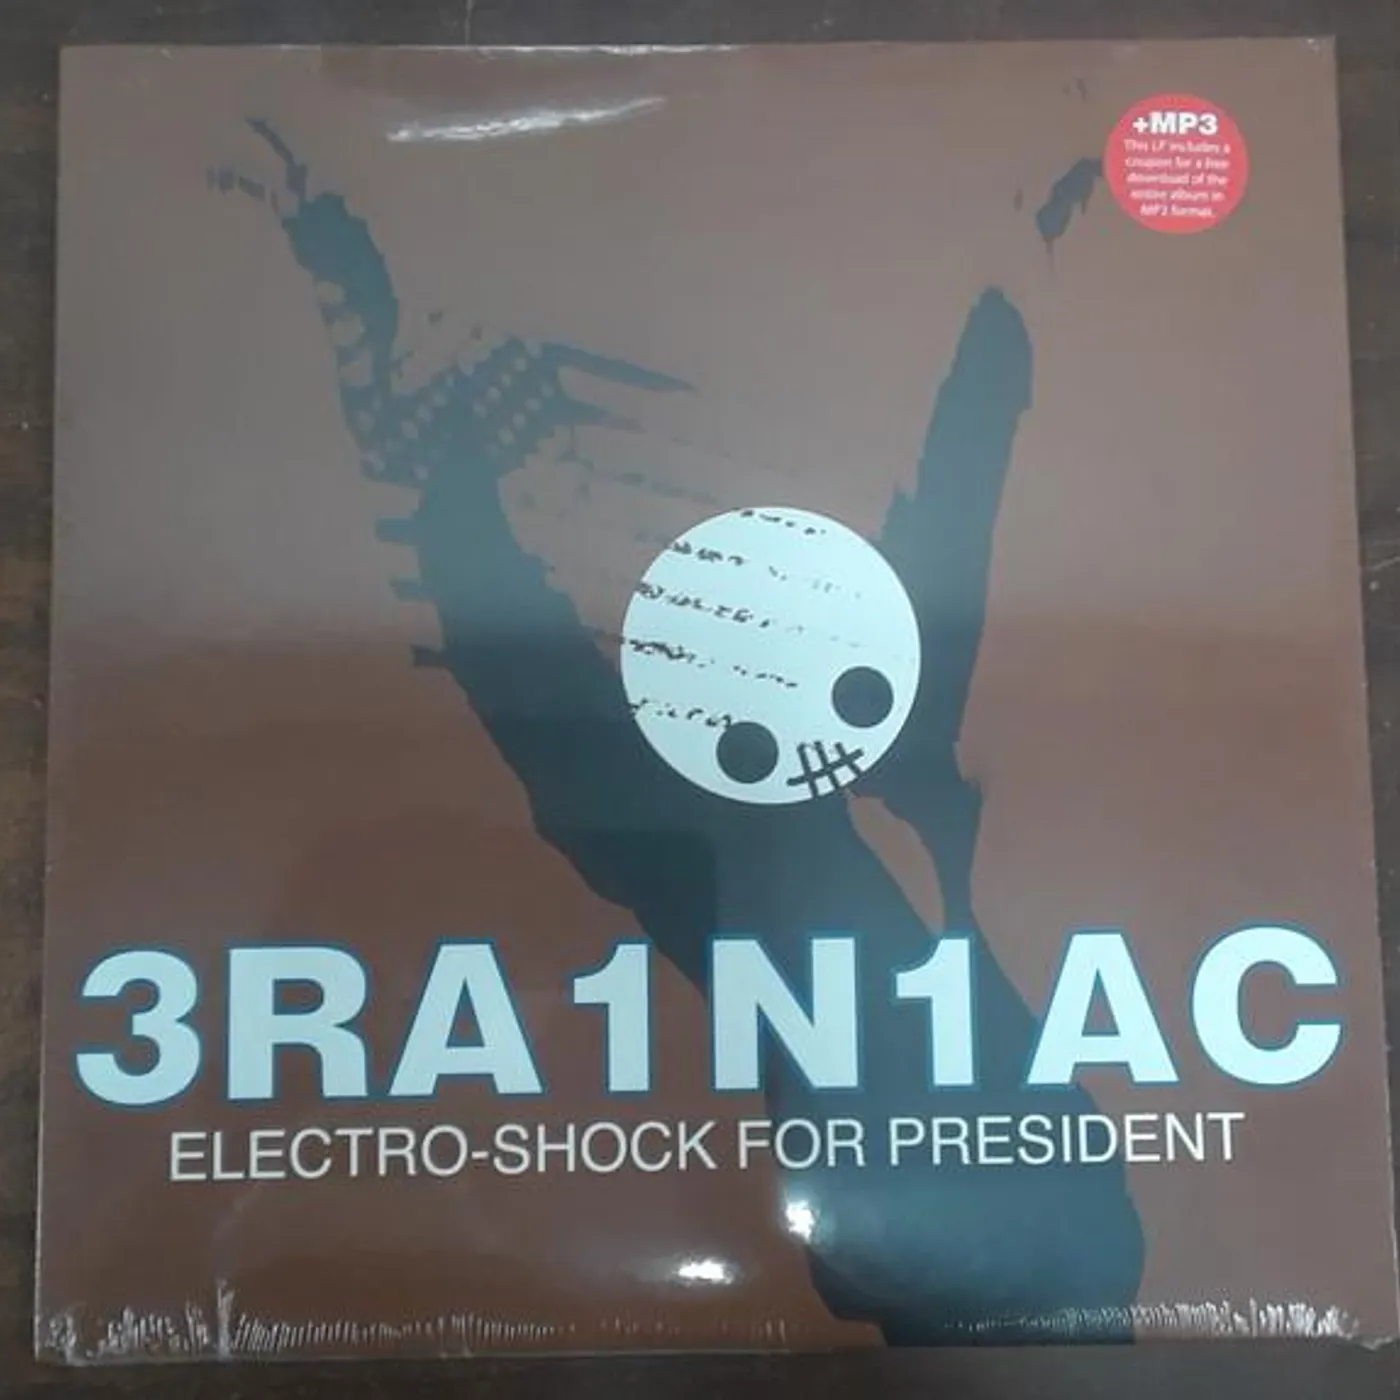 +MP3
This LP includes a
coupon for a free
download of the
entire album in
MP3 format.
3RA1N1AC
ELECTRO-SHOCK FOR PRESIDENT